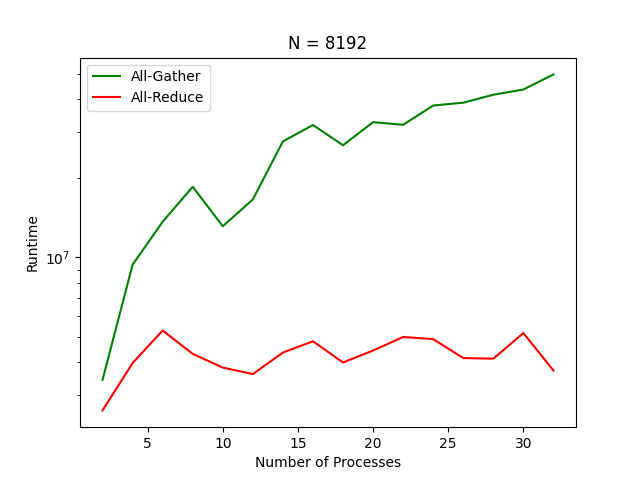 N = 8192
All-Gather
All-Reduce
Runtime
10^7
5 10 15 20 25 30
Number of Processes